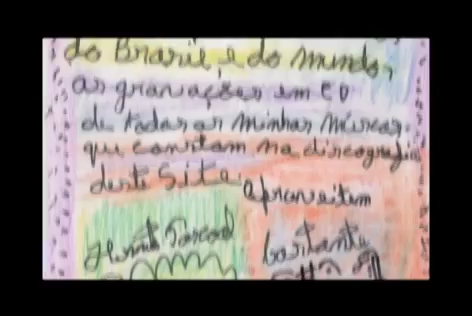 do Brasil, e do mundo,
as gravações em CD
de todas as minhas músicas,
que constam na discografia
deste Site.
Aproveitem
bastante